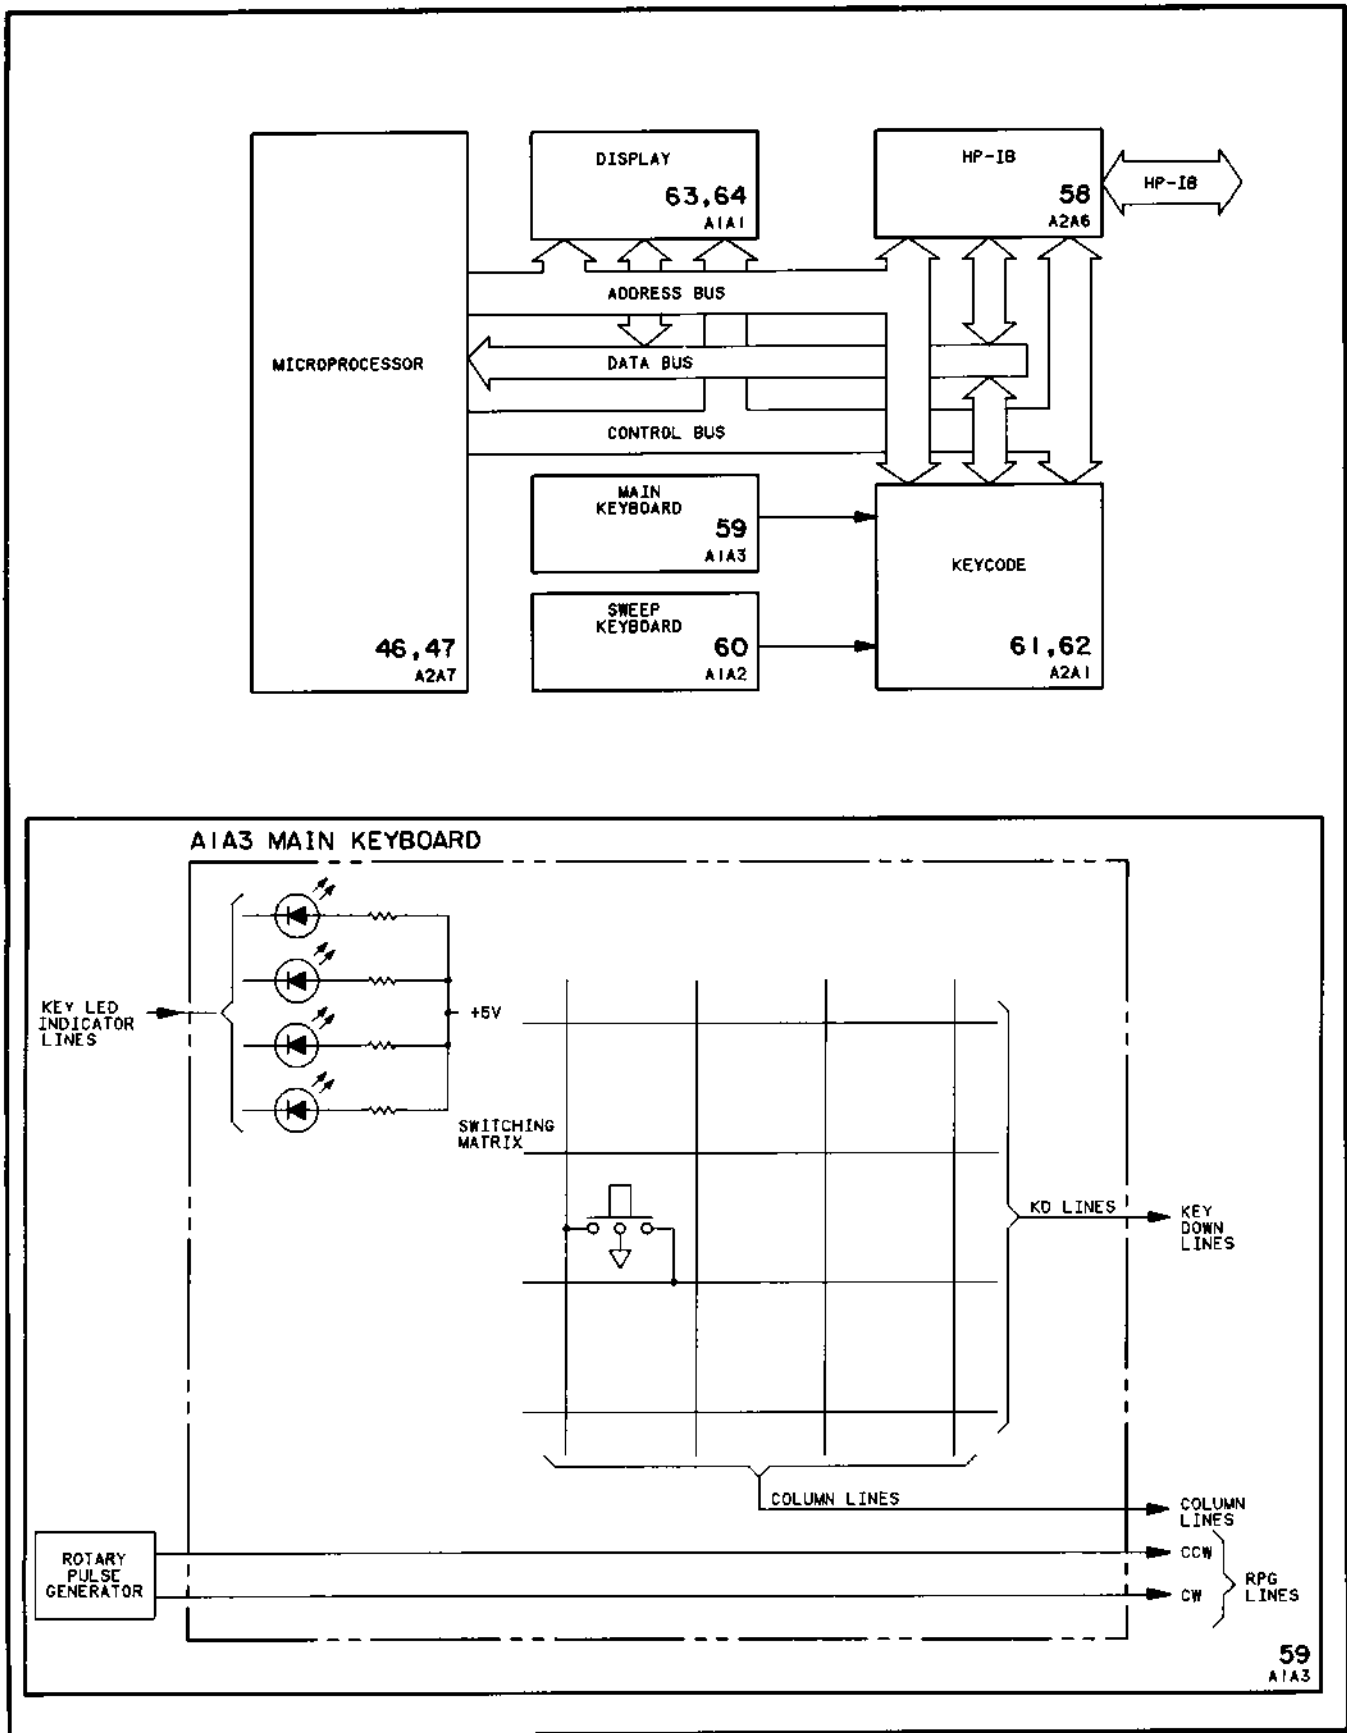 DISPLAY
63,64
A1A1
HP-IB
58
A2A6
HP-IB
ADDRESS BUS
MICROPROCESSOR
DATA BUS
CONTROL BUS
46,47
A2A7
MAIN
KEYBOARD
59
A1A3
SWEEP
KEYBOARD
60
A1A2
KEYCODE
61,62
A2A1
A1A3 MAIN KEYBOARD
KEY LED
INDICATOR
LINES
+5V
SWITCHING
MATRIX
KD LINES
KEY
DOWN
LINES
COLUMN LINES
COLUMN
LINES
ROTARY
PULSE
GENERATOR
CCW
CW
RPG
LINES
59
A1A3